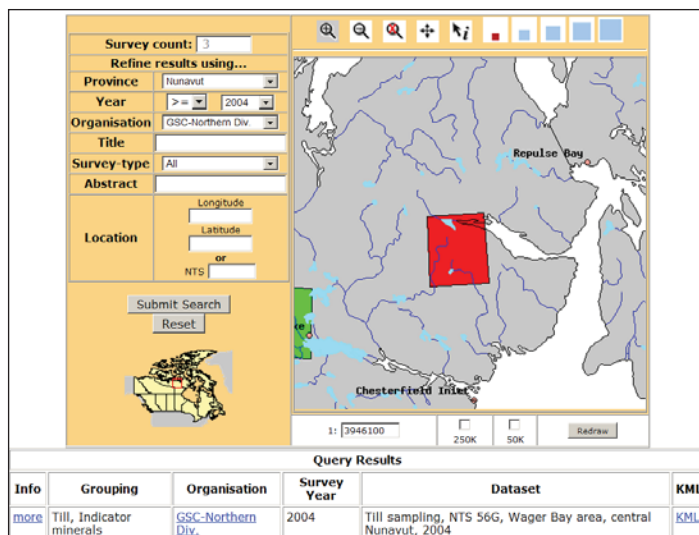 Survey count: 3
Refine results using...
Province Nunavut
Year >= 2004
Organisation GSC-Northern Div.
Title
Survey-type All
Abstract
Location
Longitude
Latitude
or
NTS
Submit Search
Reset
Repulse Bay
ke
Chesterfield Inlet
1: 3946100
250K
50K
Redraw
Query Results
Info Grouping Organisation Survey Year Dataset KML
more Till, Indicator minerals GSC-Northern Div. 2004 Till sampling, NTS 56G, Wager Bay area, central Nunavut, 2004 KML